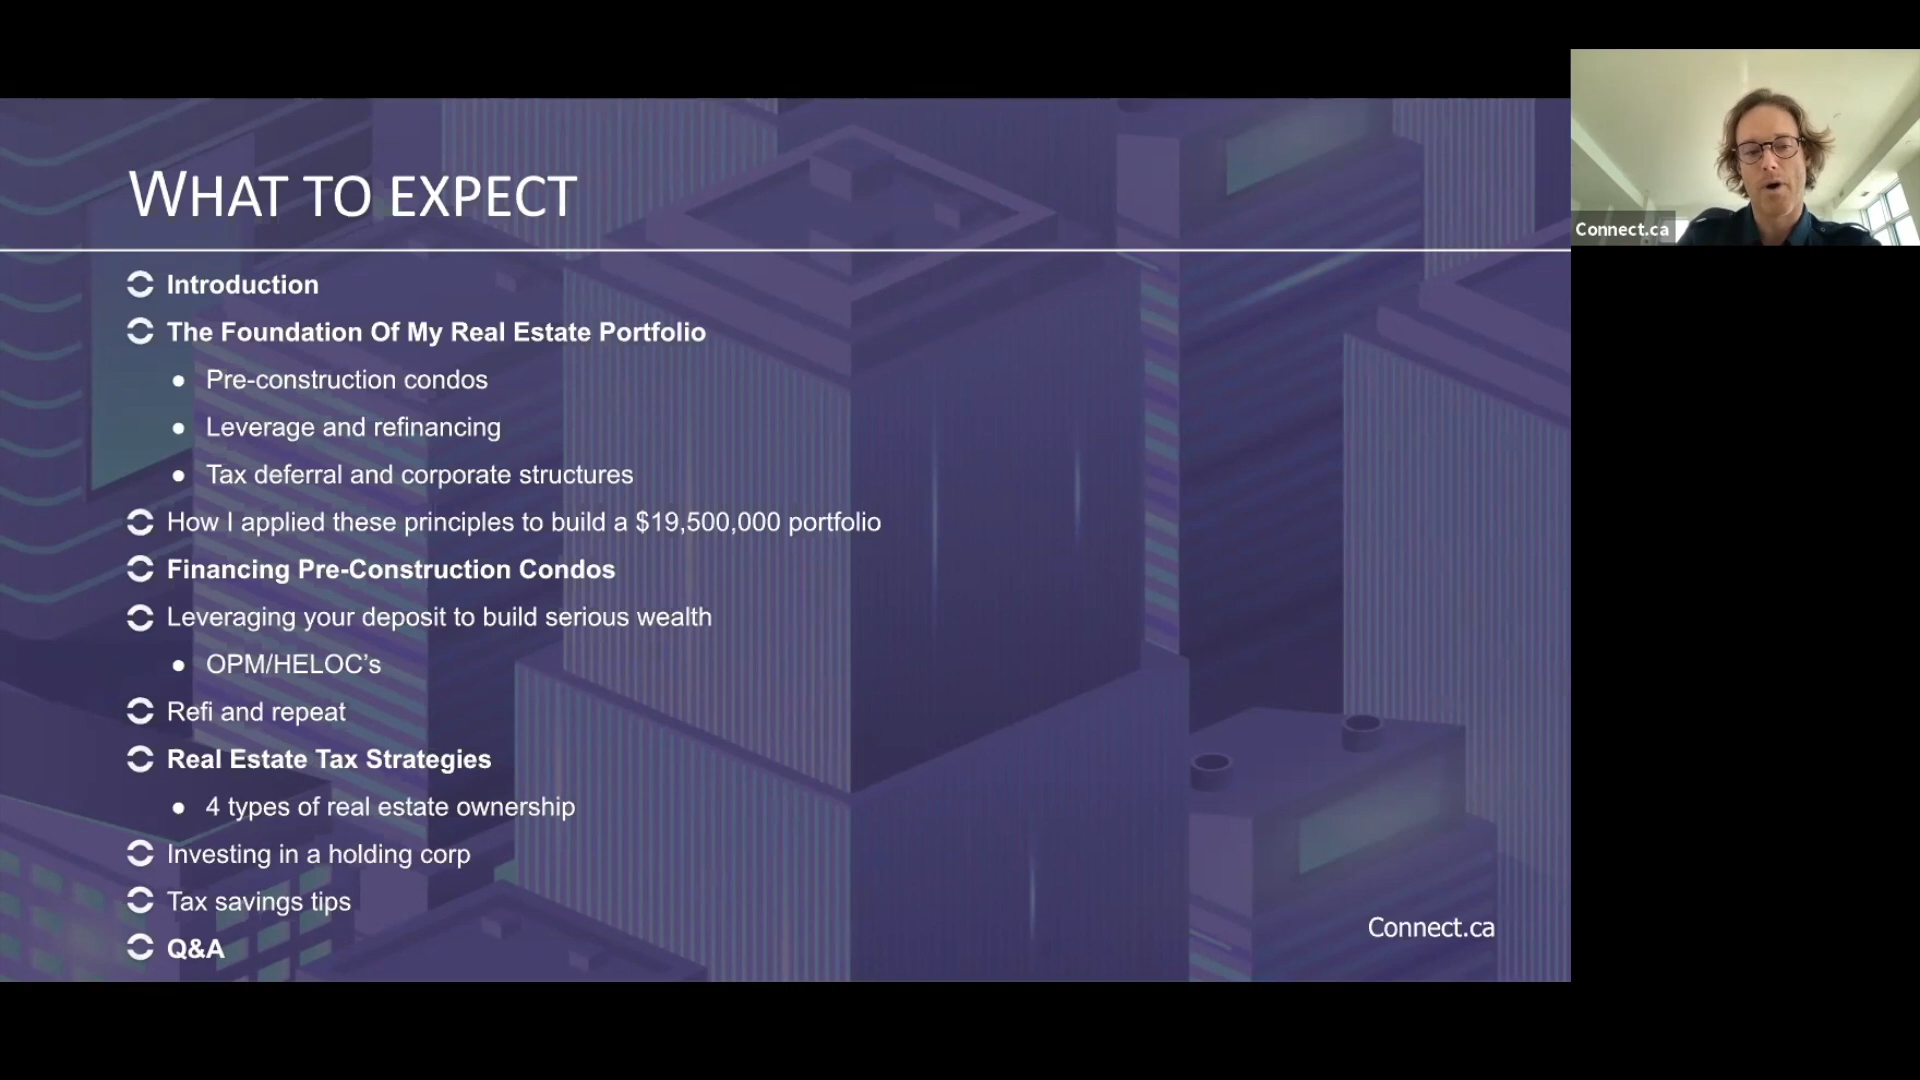 WHAT TO EXPECT
Introduction
The Foundation Of My Real Estate Portfolio
Pre-construction condos
Leverage and refinancing
Tax deferral and corporate structures
How I applied these principles to build a $19,500,000 portfolio
Financing Pre-Construction Condos
Leveraging your deposit to build serious wealth
OPM/HELOC’s
Refi and repeat
Real Estate Tax Strategies
4 types of real estate ownership
Investing in a holding corp
Tax savings tips
Q&A
Connect.ca
Connect.ca